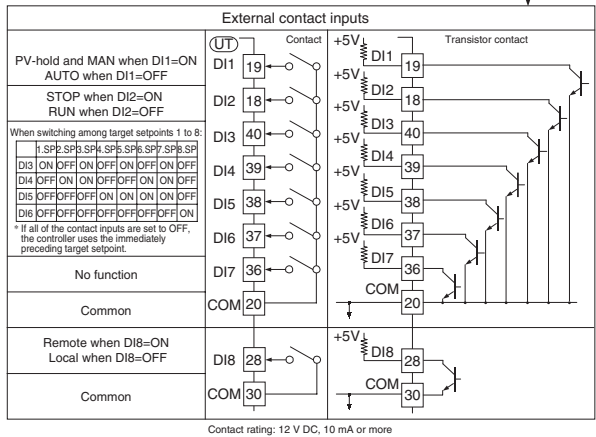 External contact inputs
PV-hold and MAN when DI1=ON
AUTO when DI1=OFF
STOP when DI2=ON
RUN when DI2=OFF
When switching among target setpoints 1 to 8:
1.SP 2.SP 3.SP 4.SP 5.SP 6.SP 7.SP 8.SP
DI3 ON OFF ON OFF ON OFF ON OFF
DI4 OFF ON ON OFF OFF ON ON OFF
DI5 OFF OFF OFF ON ON ON ON OFF
DI6 OFF OFF OFF OFF OFF OFF OFF ON
* If all of the contact inputs are set to OFF,
the controller uses the immediately
preceding target setpoint.
No function
Common
Remote when DI8=ON
Local when DI8=OFF
Common
UT Contact
DI1 19
DI2 18
DI3 40
DI4 39
DI5 38
DI6 37
DI7 36
COM 20
DI8 28
COM 30
+5V Transistor contact
DI1 19
+5V
DI2 18
+5V
DI3 40
+5V
DI4 39
+5V
DI5 38
+5V
DI6 37
+5V
DI7 36
COM 20
+5V
DI8 28
COM 30
Contact rating: 12 V DC, 10 mA or more